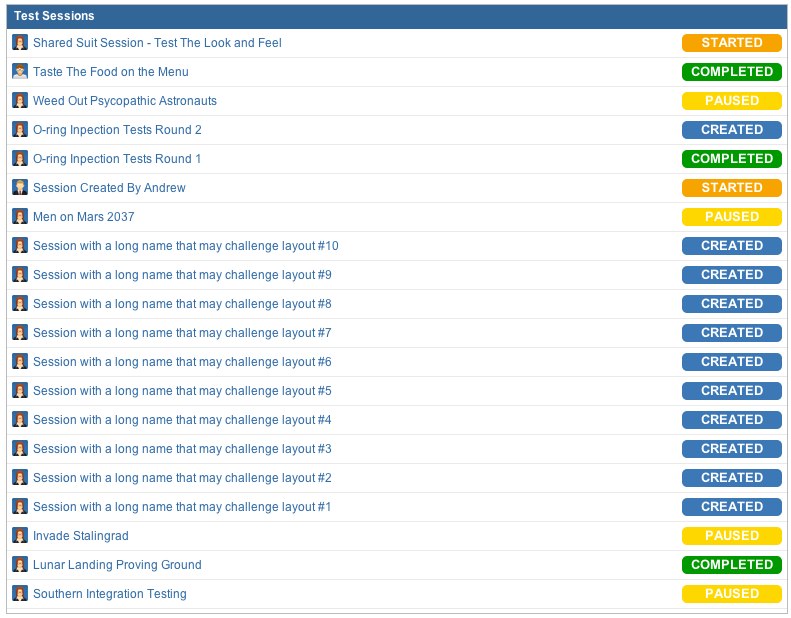 Test Sessions
Shared Suit Session - Test The Look and Feel STARTED
Taste The Food on the Menu COMPLETED
Weed Out Psycopathic Astronauts PAUSED
O-ring Inpection Tests Round 2 CREATED
O-ring Inpection Tests Round 1 COMPLETED
Session Created By Andrew STARTED
Men on Mars 2037 PAUSED
Session with a long name that may challenge layout #10 CREATED
Session with a long name that may challenge layout #9 CREATED
Session with a long name that may challenge layout #8 CREATED
Session with a long name that may challenge layout #7 CREATED
Session with a long name that may challenge layout #6 CREATED
Session with a long name that may challenge layout #5 CREATED
Session with a long name that may challenge layout #4 CREATED
Session with a long name that may challenge layout #3 CREATED
Session with a long name that may challenge layout #2 CREATED
Session with a long name that may challenge layout #1 CREATED
Invade Stalingrad PAUSED
Lunar Landing Proving Ground COMPLETED
Southern Integration Testing PAUSED